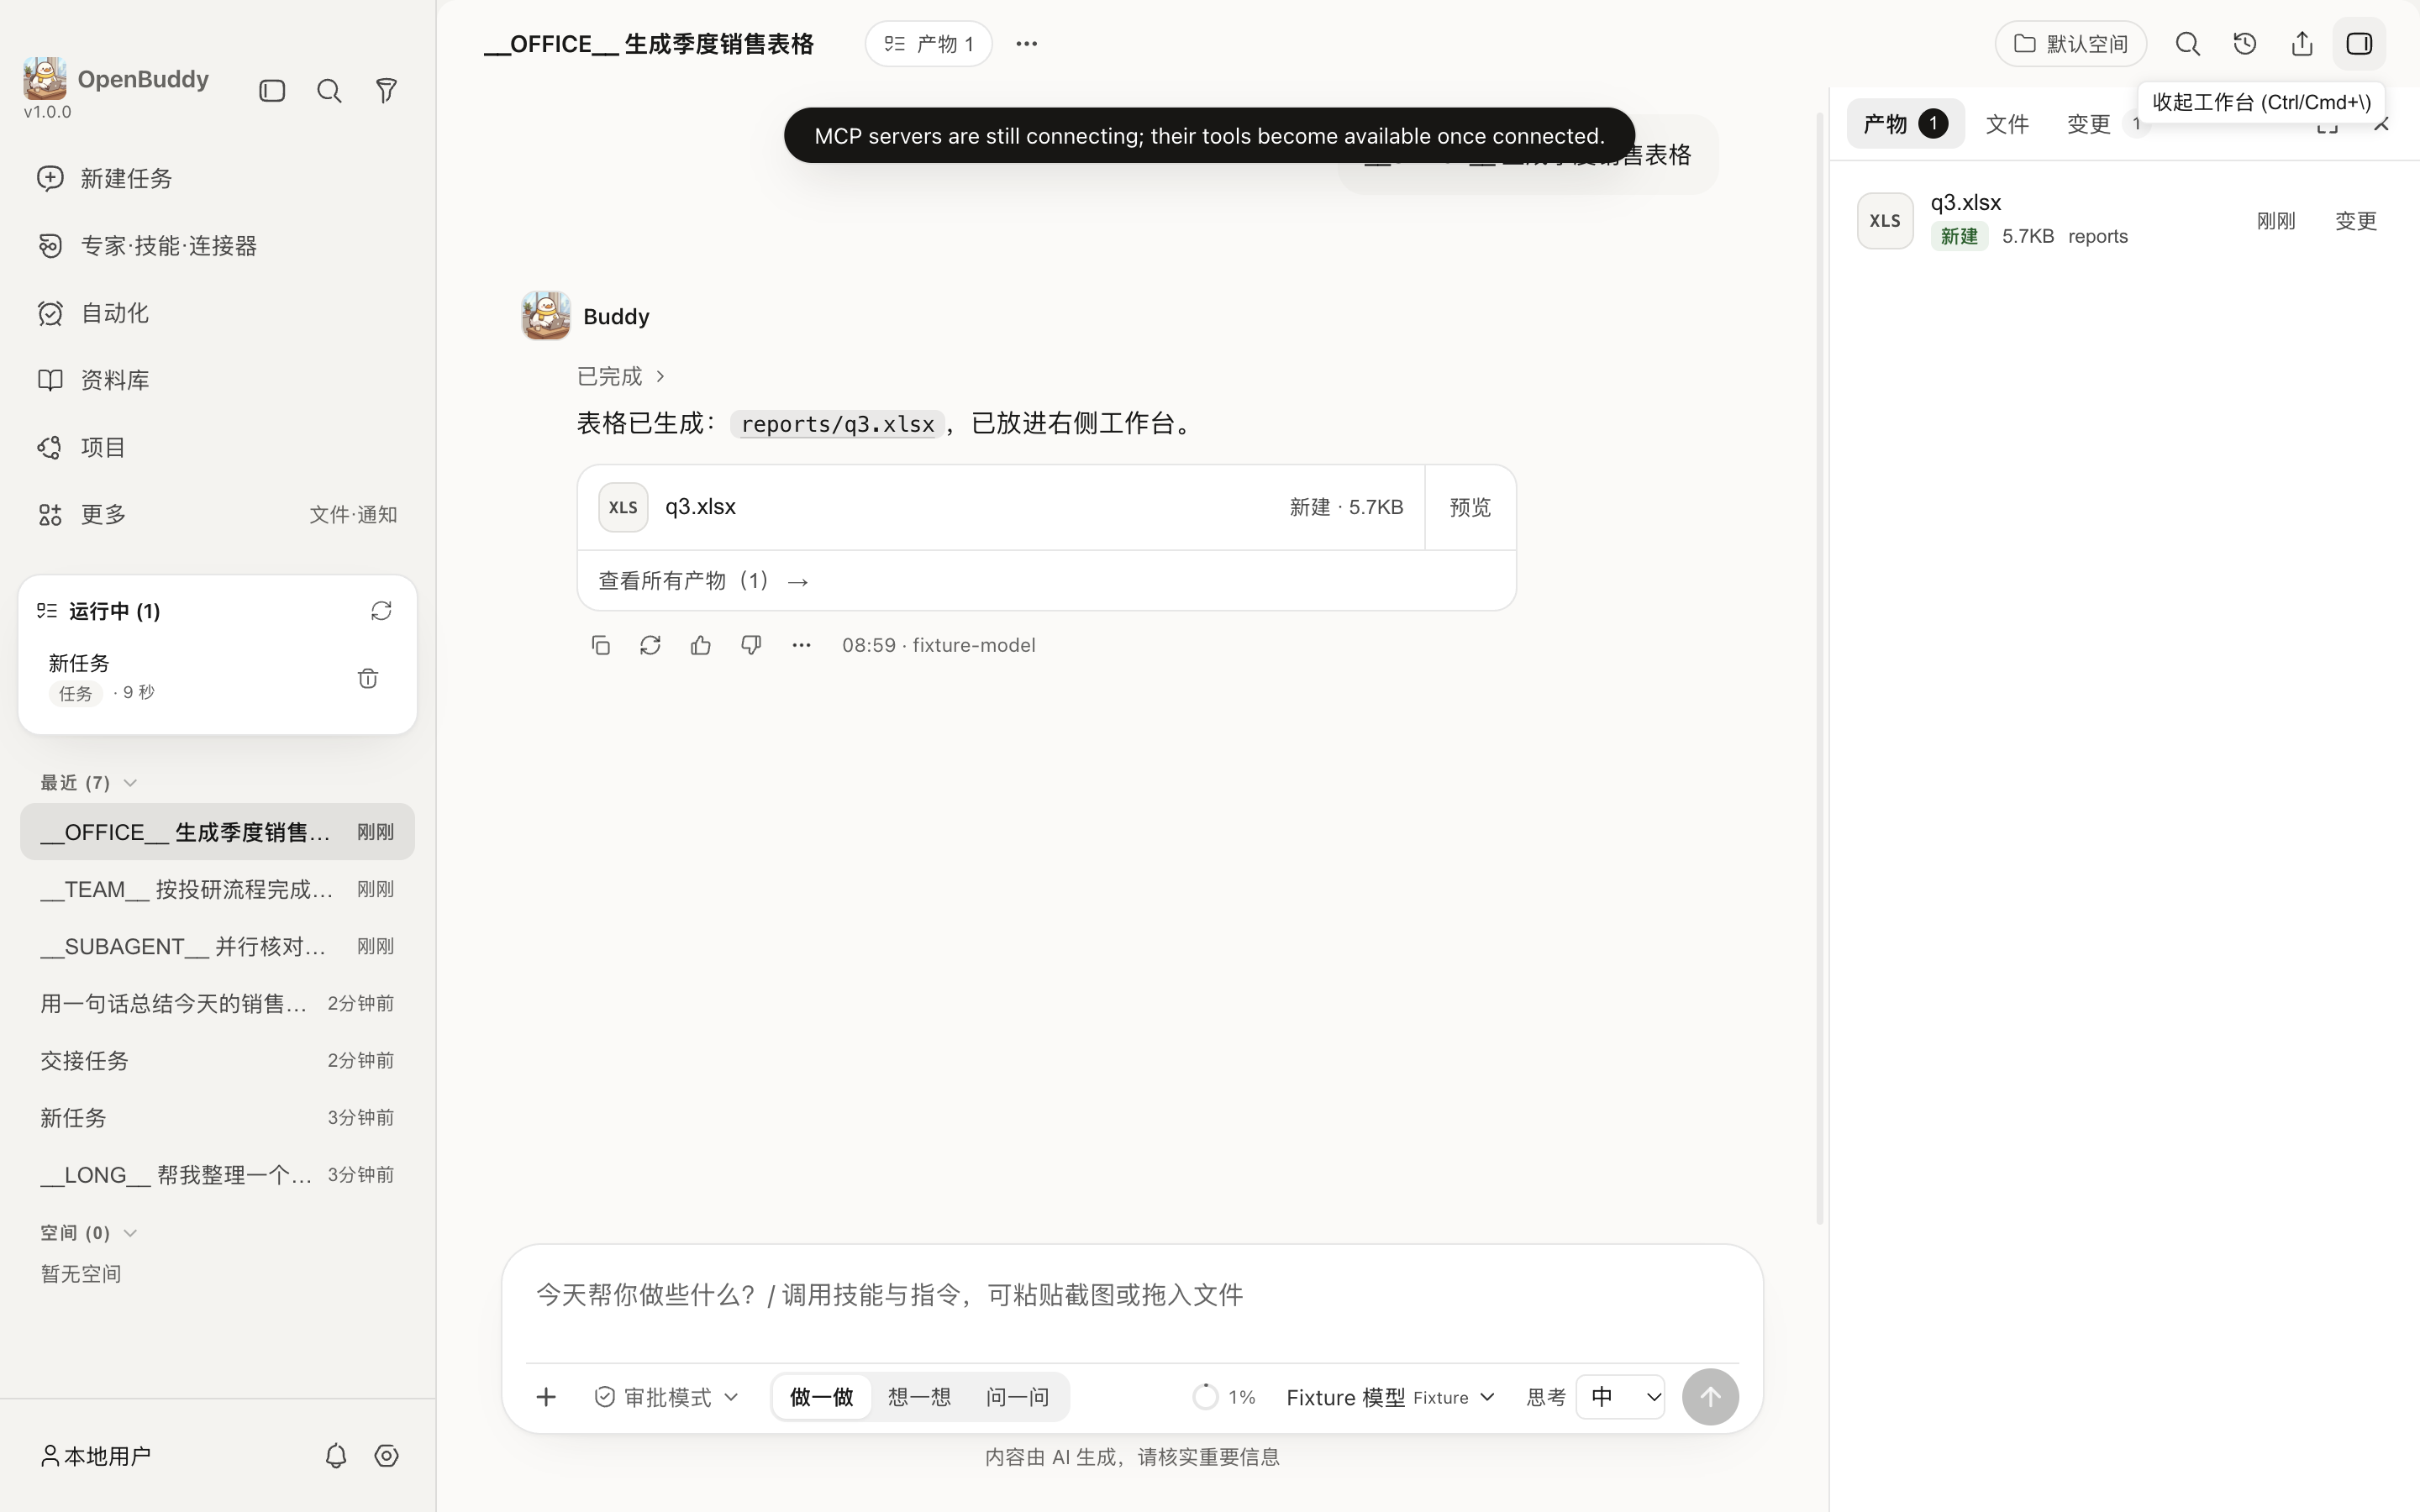 OpenBuddy
v1.0.0
新建任务
专家·技能·连接器
自动化
资料库
项目
更多 文件·通知
运行中 (1)
新任务
任务 · 9 秒
最近 (7)
__OFFICE__ 生成季度销售... 刚刚
__TEAM__ 按投研流程完成... 刚刚
__SUBAGENT__ 并行核对... 刚刚
用一句话总结今天的销售... 2分钟前
交接任务 2分钟前
新任务 3分钟前
__LONG__ 帮我整理一个... 3分钟前
空间 (0)
暂无空间
本地用户
__OFFICE__ 生成季度销售表格 产物 1
默认空间
MCP servers are still connecting; their tools become available once connected.
售表格
Buddy
已完成
表格已生成: reports/q3.xlsx, 已放进右侧工作台。
XLS q3.xlsx 新建 · 5.7KB 预览
查看所有产物 (1) →
08:59 · fixture-model
今天帮你做些什么? / 调用技能与指令, 可粘贴截图或拖入文件
审批模式 做一做 想一想 问一问 1% Fixture 模型 Fixture 思考 中
内容由 AI 生成, 请核实重要信息
收起工作台 (Ctrl/Cmd+\)
产物 1 文件 变更 1
XLS q3.xlsx
新建 5.7KB reports 刚刚 变更